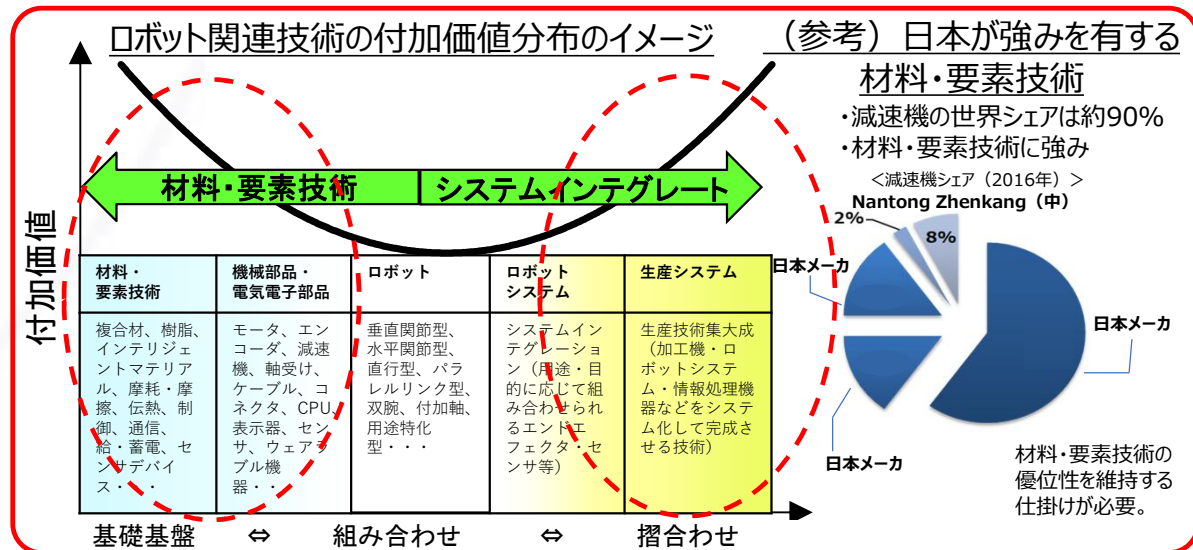 ロボット関連技術の付加価値分布のイメージ
付加価値
材料・要素技術
システムインテグレート
材料・
要素技術
機械部品・
電気電子部品
ロボット
ロボット
システム
生産システム
複合材、樹脂、
インテリジェ
ントマテリア
ル、摩耗・摩
擦、伝熱、制
御、通信、
給・蓄電、セ
ンサデバイ
ス・・・
モータ、エン
コーダ、減速
機、軸受け、
ケーブル、コ
ネクタ、CPU、
表示器、セン
サ、ウェアラ
ブル機
器・・
垂直関節型、
水平関節型、
直行型、パラ
レルリンク型、
双腕、付加軸、
用途特化
型・・・
システムイン
テグレーショ
ン（用途・目
的に応じて組
み合わせられ
るエンドエ
フェクタ・セ
ンサ等）
生産技術集大成
（加工機・ロ
ボットシステ
ム・情報処理機
器などをシステ
ム化して完成さ
せる技術）
基礎基盤 ⇔ 組み合わせ ⇔ 摺合わせ
（参考）日本が強みを有する
材料・要素技術
・減速機の世界シェアは約90%
・材料・要素技術に強み
＜減速機シェア（2016年）＞
Nantong Zhenkang（中）
2%
8%
日本メーカ
日本メーカ
日本メーカ
材料・要素技術の
優位性を維持する
仕掛けが必要。